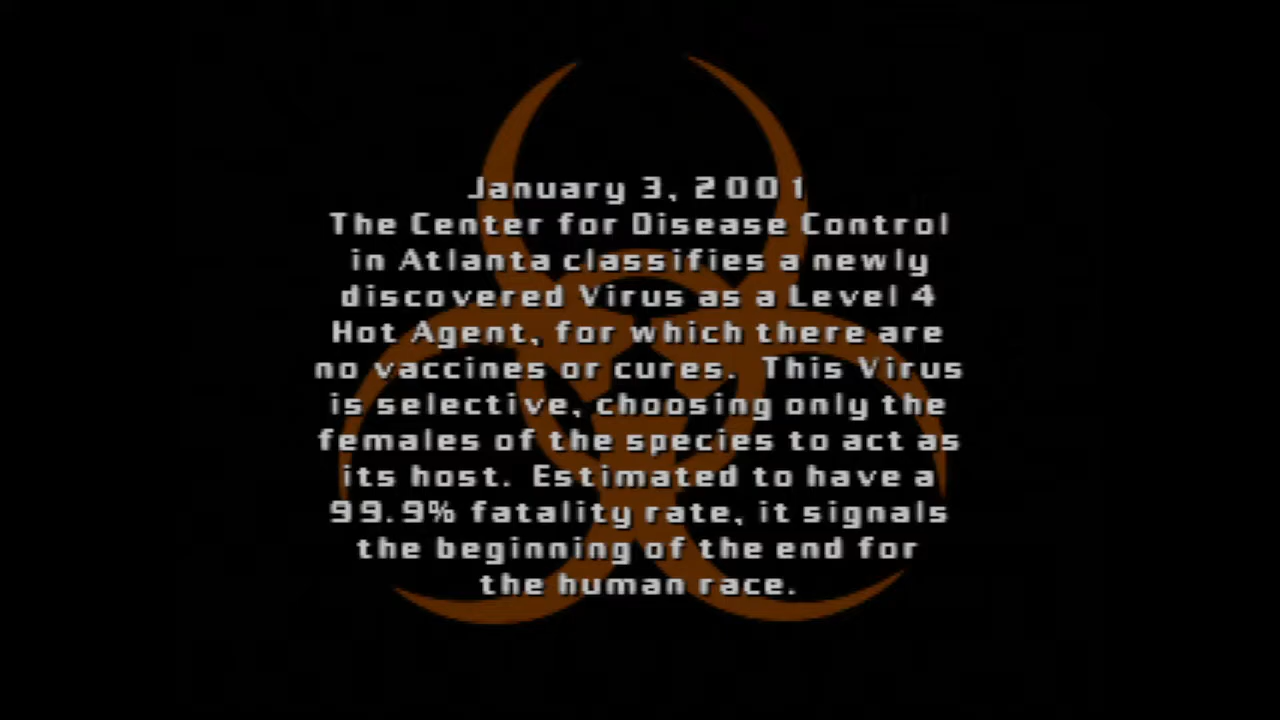 January 3, 2001
The Center for Disease Control
in Atlanta classifies a newly
discovered Virus as a Level 4
Hot Agent, for which there are
no vaccines or cures.  This Virus
is selective, choosing only the
females of the species to act as
its host.  Estimated to have a
99.9% fatality rate, it signals
the beginning of the end for
the human race.